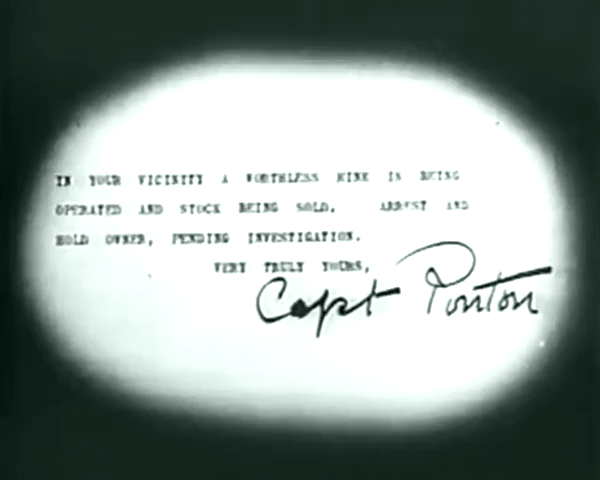 IN YOUR VICINITY A WORTHLESS MINE IS BEING
OPERATED AND STOCK BEING SOLD. ARREST AND
HOLD OWNER, PENDING INVESTIGATION.
VERY TRULY YOURS,
Capt Ponton